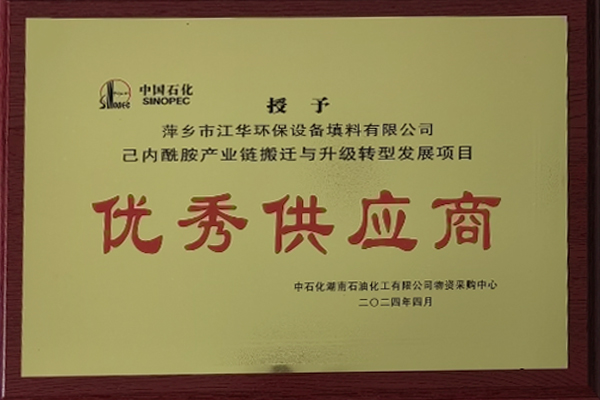 SINOPEC
中国石化
SINOPEC
授予
萍乡市江华环保设备填料有限公司
己内酰胺产业链搬迁与升级转型发展项目
优秀供应商
中石化湖南石油化工有限公司物资采购中心
二〇二四年四月